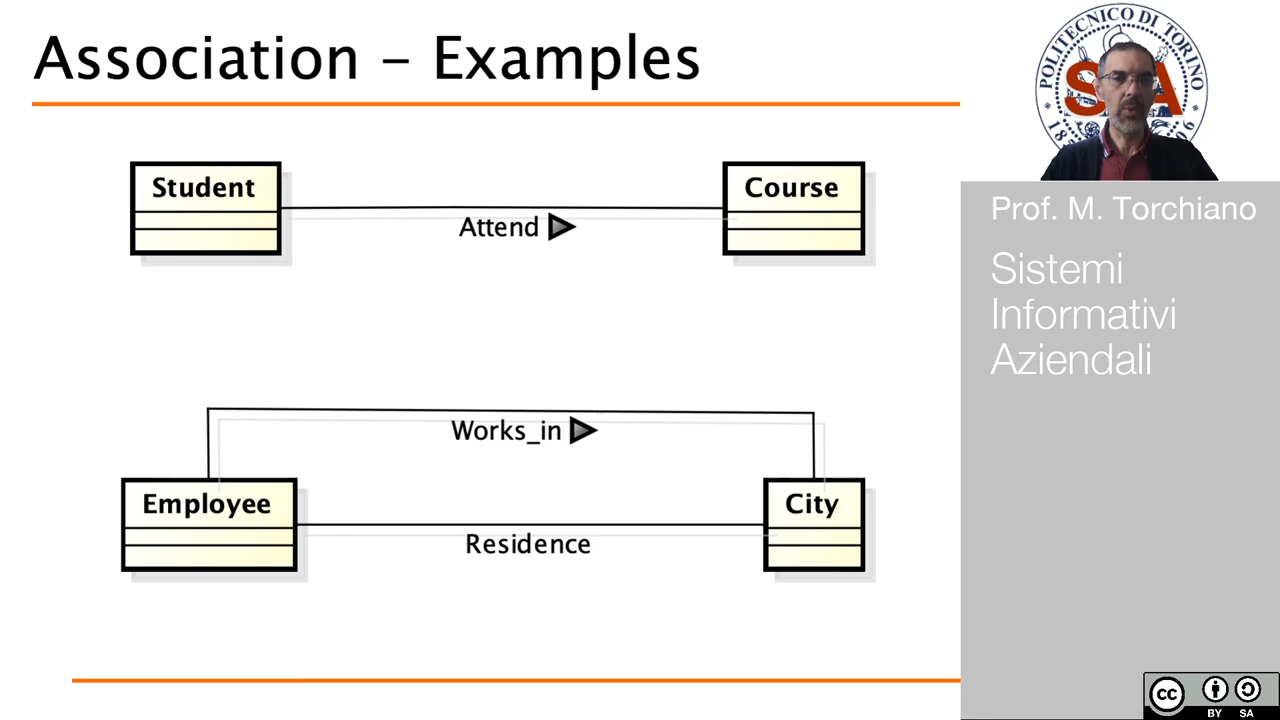 Association – Examples
POLITECNICO DI TORINO
Prof. M. Torchiano
Sistemi
Informativi
Aziendali
Student
Course
Attend
Works_in
Employee
City
Residence
cc
BY SA